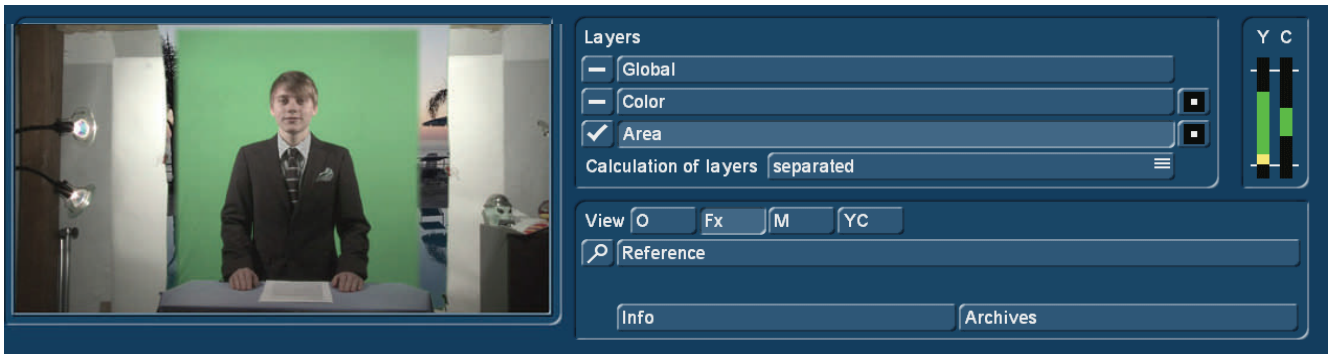 Layers
Global
Color
Area
Calculation of layers separated
Y C
View O Fx M YC
Reference
Info Archives